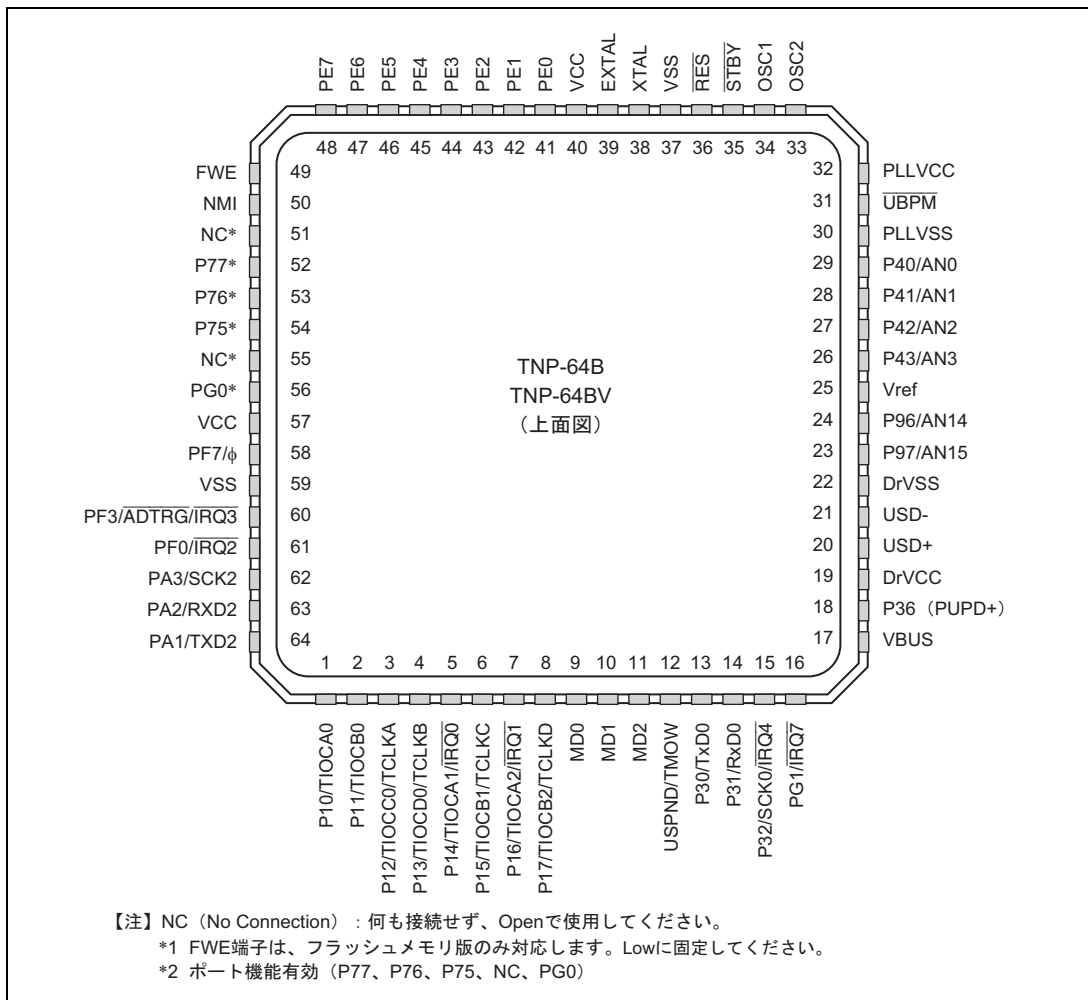 PE7
PE6
PE5
PE4
PE3
PE2
PE1
PE0
VCC
EXTAL
XTAL
VSS
RES
STBY
OSC1
OSC2
48 47 46 45 44 43 42 41 40 39 38 37 36 35 34 33
FWE 49
NMI 50
NC* 51
P77* 52
P76* 53
P75* 54
NC* 55
PG0* 56
VCC 57
PF7/ϕ 58
VSS 59
PF3/ADTRG/IRQ3 60
PF0/IRQ2 61
PA3/SCK2 62
PA2/RXD2 63
PA1/TXD2 64
TNP-64B
TNP-64BV
（上面図）
32 PLLVCC
31 UBPM
30 PLLVSS
29 P40/AN0
28 P41/AN1
27 P42/AN2
26 P43/AN3
25 Vref
24 P96/AN14
23 P97/AN15
22 DrVSS
21 USD-
20 USD+
19 DrVCC
18 P36（PUPD+）
17 VBUS
1 2 3 4 5 6 7 8 9 10 11 12 13 14 15 16
P10/TIOCA0
P11/TIOCB0
P12/TIOCC0/TCLKA
P13/TIOCD0/TCLKB
P14/TIOCA1/IRQ0
P15/TIOCB1/TCLKC
P16/TIOCA2/IRQ1
P17/TIOCB2/TCLKD
MD0
MD1
MD2
USPND/TMOW
P30/TxD0
P31/RxD0
P32/SCK0/IRQ4
PG1/IRQ7
【注】NC（No Connection）：何も接続せず、Openで使用してください。
*1 FWE端子は、フラッシュメモリ版のみ対応します。Lowに固定してください。
*2 ポート機能有効（P77、P76、P75、NC、PG0）